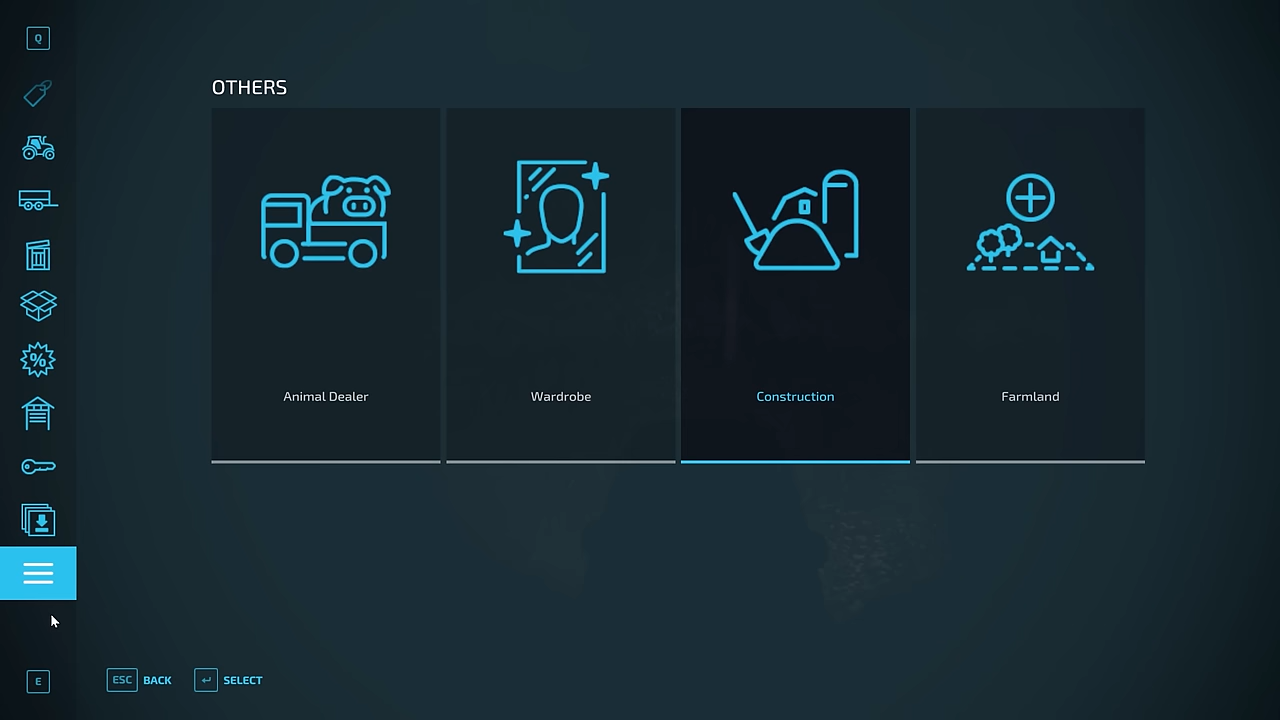 Q
OTHERS
%
Animal Dealer
Wardrobe
Construction
Farmland
E
ESC BACK
SELECT